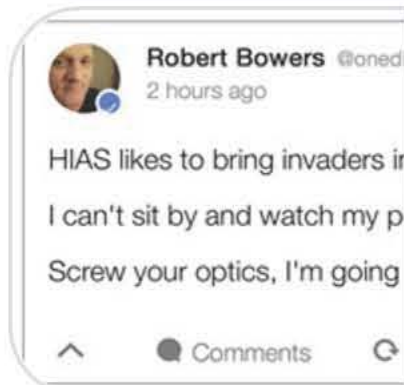 Robert Bowers @oned
2 hours ago
HIAS likes to bring invaders
I can't sit by and watch my
Screw your optics, I'm going
Comments